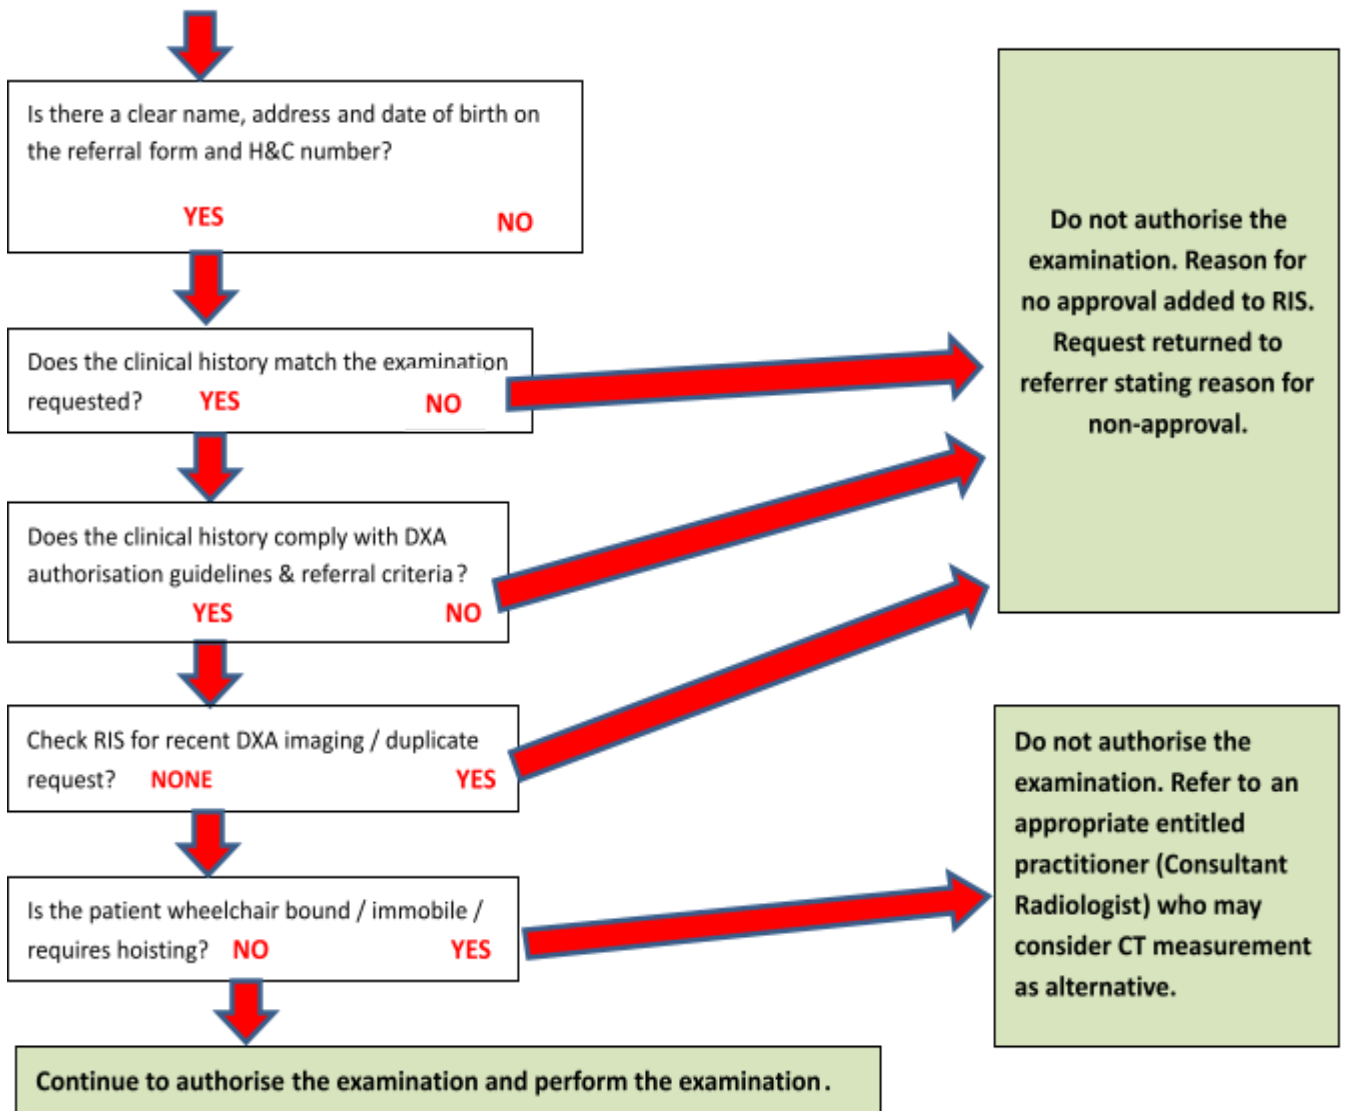 Is there a clear name, address and date of birth on
the referral form and H&C number?
YES NO
Does the clinical history match the examination
requested? YES NO
Does the clinical history comply with DXA
authorisation guidelines & referral criteria?
YES NO
Check RIS for recent DXA imaging / duplicate
request? NONE YES
Is the patient wheelchair bound / immobile /
requires hoisting? NO YES
Continue to authorise the examination and perform the examination.
Do not authorise the
examination. Reason for
no approval added to RIS.
Request returned to
referrer stating reason for
non-approval.
Do not authorise the
examination. Refer to an
appropriate entitled
practitioner (Consultant
Radiologist) who may
consider CT measurement
as alternative.